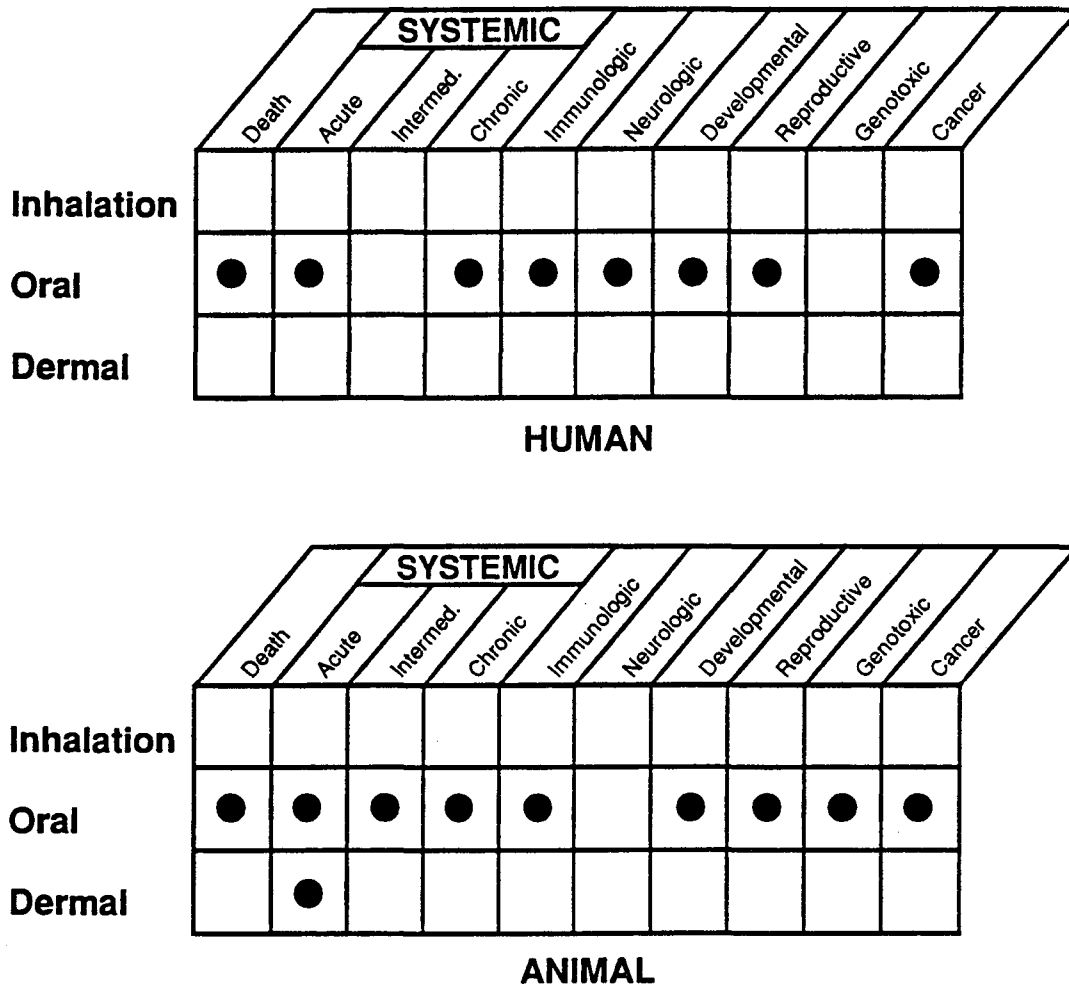 SYSTEMIC
Death Acute Intermed. Chronic Immunologic Neurologic Developmental Reproductive Genotoxic Cancer
Inhalation
Oral
Dermal
HUMAN
SYSTEMIC
Death Acute Intermed. Chronic Immunologic Neurologic Developmental Reproductive Genotoxic Cancer
Inhalation
Oral
Dermal
ANIMAL